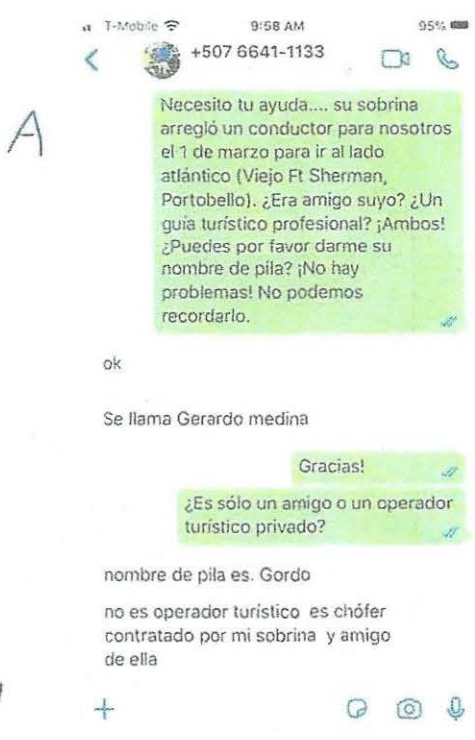 T-Mobile 9:58 AM 95%
+507 6641-1133
A
Necesito tu ayuda.... su sobrina
arregló un conductor para nosotros
el 1 de marzo para ir al lado
atlántico (Viejo Ft Sherman,
Portobello). ¿Era amigo suyo? ¿Un
guía turístico profesional? ¡Ambos!
¿Puedes por favor darme su
nombre de pila? ¡No hay
problemas! No podemos
recordarlo.
ok
Se llama Gerardo medina
Gracias!
¿Es sólo un amigo o un operador
turístico privado?
nombre de pila es. Gordo
no es operador turístico es chófer
contratado por mi sobrina y amigo
de ella